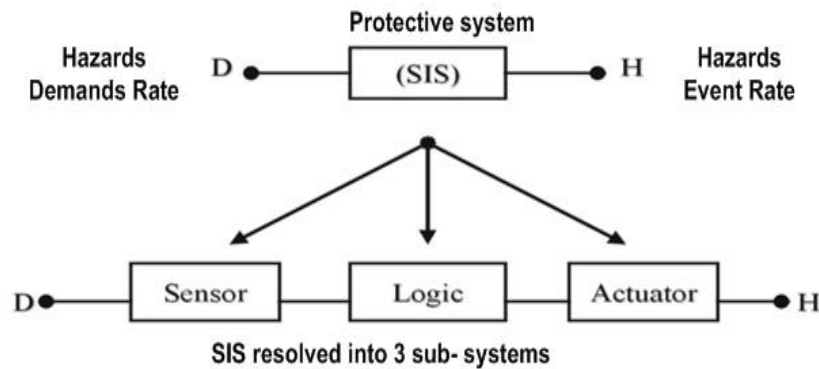 Protective system
Hazards
Demands Rate
D
(SIS)
H
Hazards
Event Rate
D
Sensor
Logic
Actuator
H
SIS resolved into 3 sub- systems